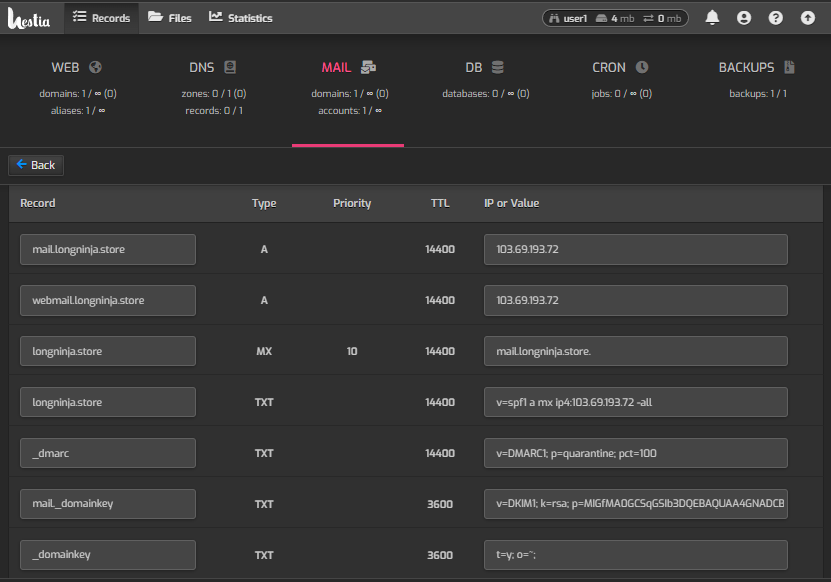 Hestia Records Files Statistics user1 4 mb 0 mb
WEB DNS MAIL DB CRON BACKUPS
domains: 1 / ∞ (0) zones: 0 / 1 (0) domains: 1 / ∞ (0) databases: 0 / ∞ (0) jobs: 0 / ∞ (0) backups: 1 / 1
aliases: 1 / ∞ records: 0 / 1 accounts: 1 / ∞
Back
Record Type Priority TTL IP or Value
mail.longninja.store A 14400 103.69.193.72
webmail.longninja.store A 14400 103.69.193.72
longninja.store MX 10 14400 mail.longninja.store.
longninja.store TXT 14400 v=spf1 a mx ip4:103.69.193.72 -all
_dmarc TXT 14400 v=DMARC1; p=quarantine; pct=100
mail._domainkey TXT 3600 v=DKIM1; k=rsa; p=MIGfMA0GCSqGSIb3DQEBAQUAA4GNADCB
_domainkey TXT 3600 t=y; o=~;